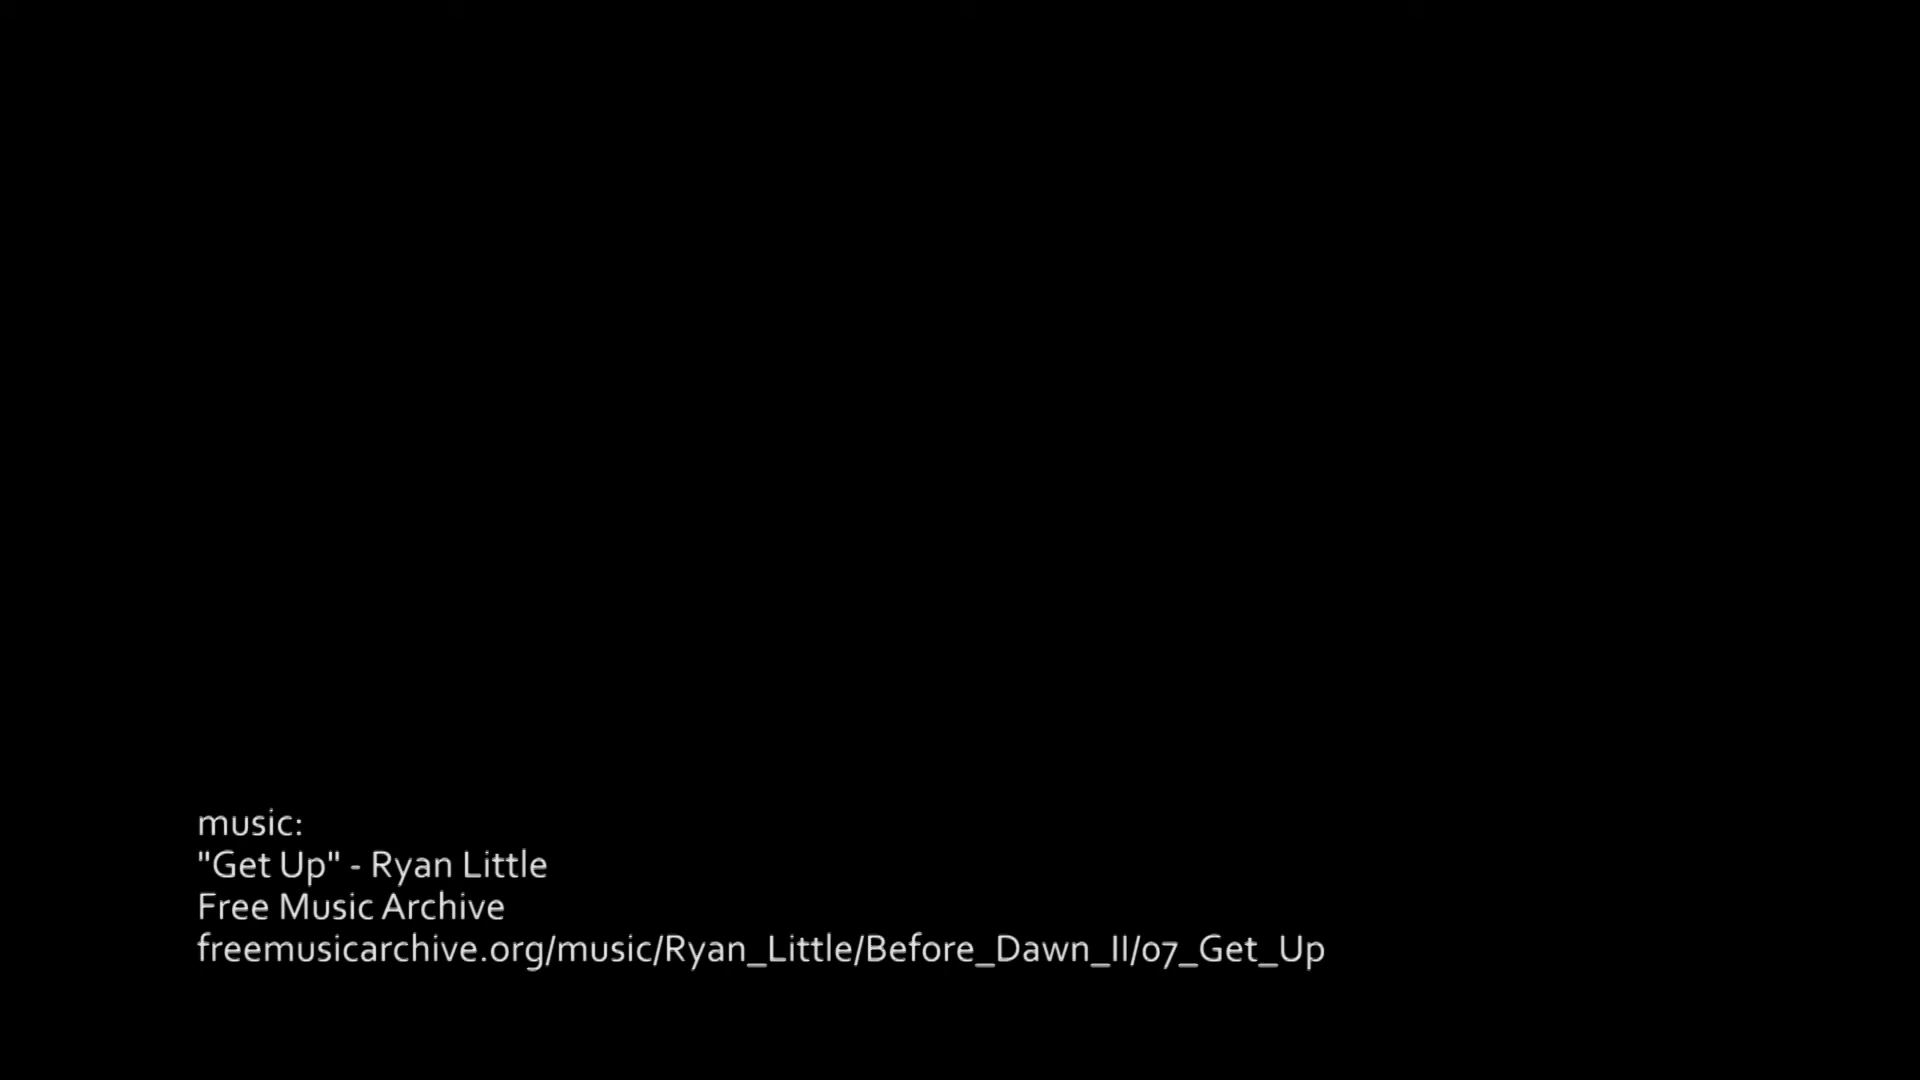 music:
"Get Up" - Ryan Little
Free Music Archive
freemusicarchive.org/music/Ryan_Little/Before_Dawn_II/07_Get_Up